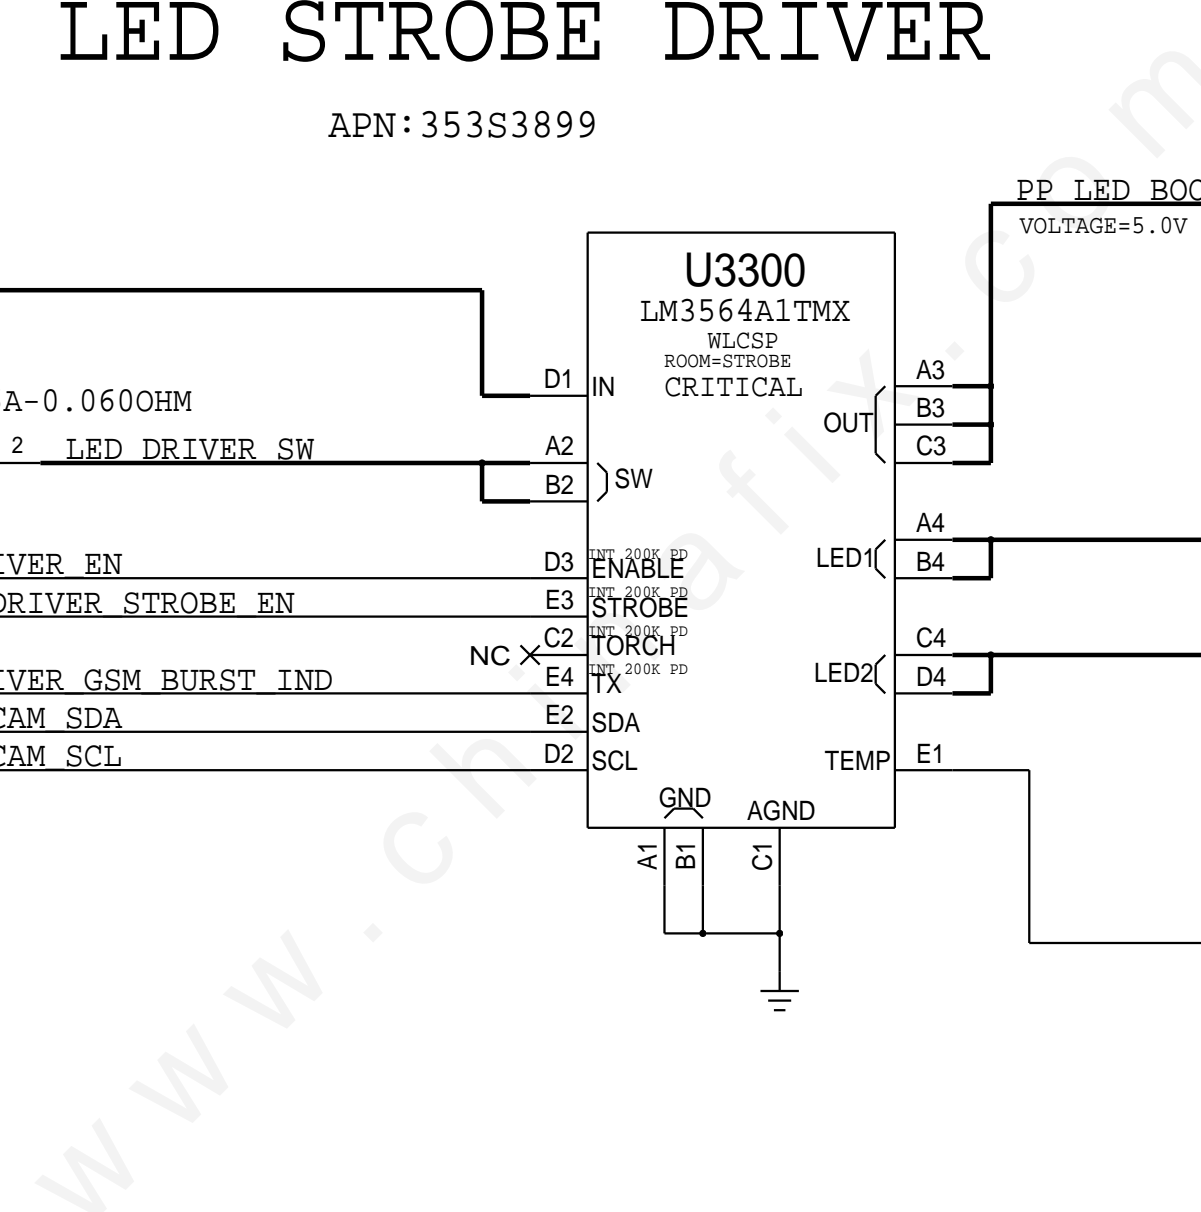 LED STROBE DRIVER
APN:353S3899
PP_LED_BOO
VOLTAGE=5.0V
U3300
LM3564A1TMX
WLCSP
ROOM=STROBE
CRITICAL
D1 IN
A3
B3
C3
OUT
A-0.060OHM
2 LED_DRIVER_SW
A2
B2
SW
A4
B4
LED1
IVER_EN D3 INT 200K PD ENABLE
DRIVER_STROBE_EN E3 INT 200K PD STROBE
NC C2 INT 200K PD TORCH
IVER_GSM_BURST_IND E4 INT 200K PD TX
CAM_SDA E2 SDA
CAM_SCL D2 SCL
C4
D4
LED2
TEMP E1
GND
AGND
A1
B1
C1
www.chinafix.com